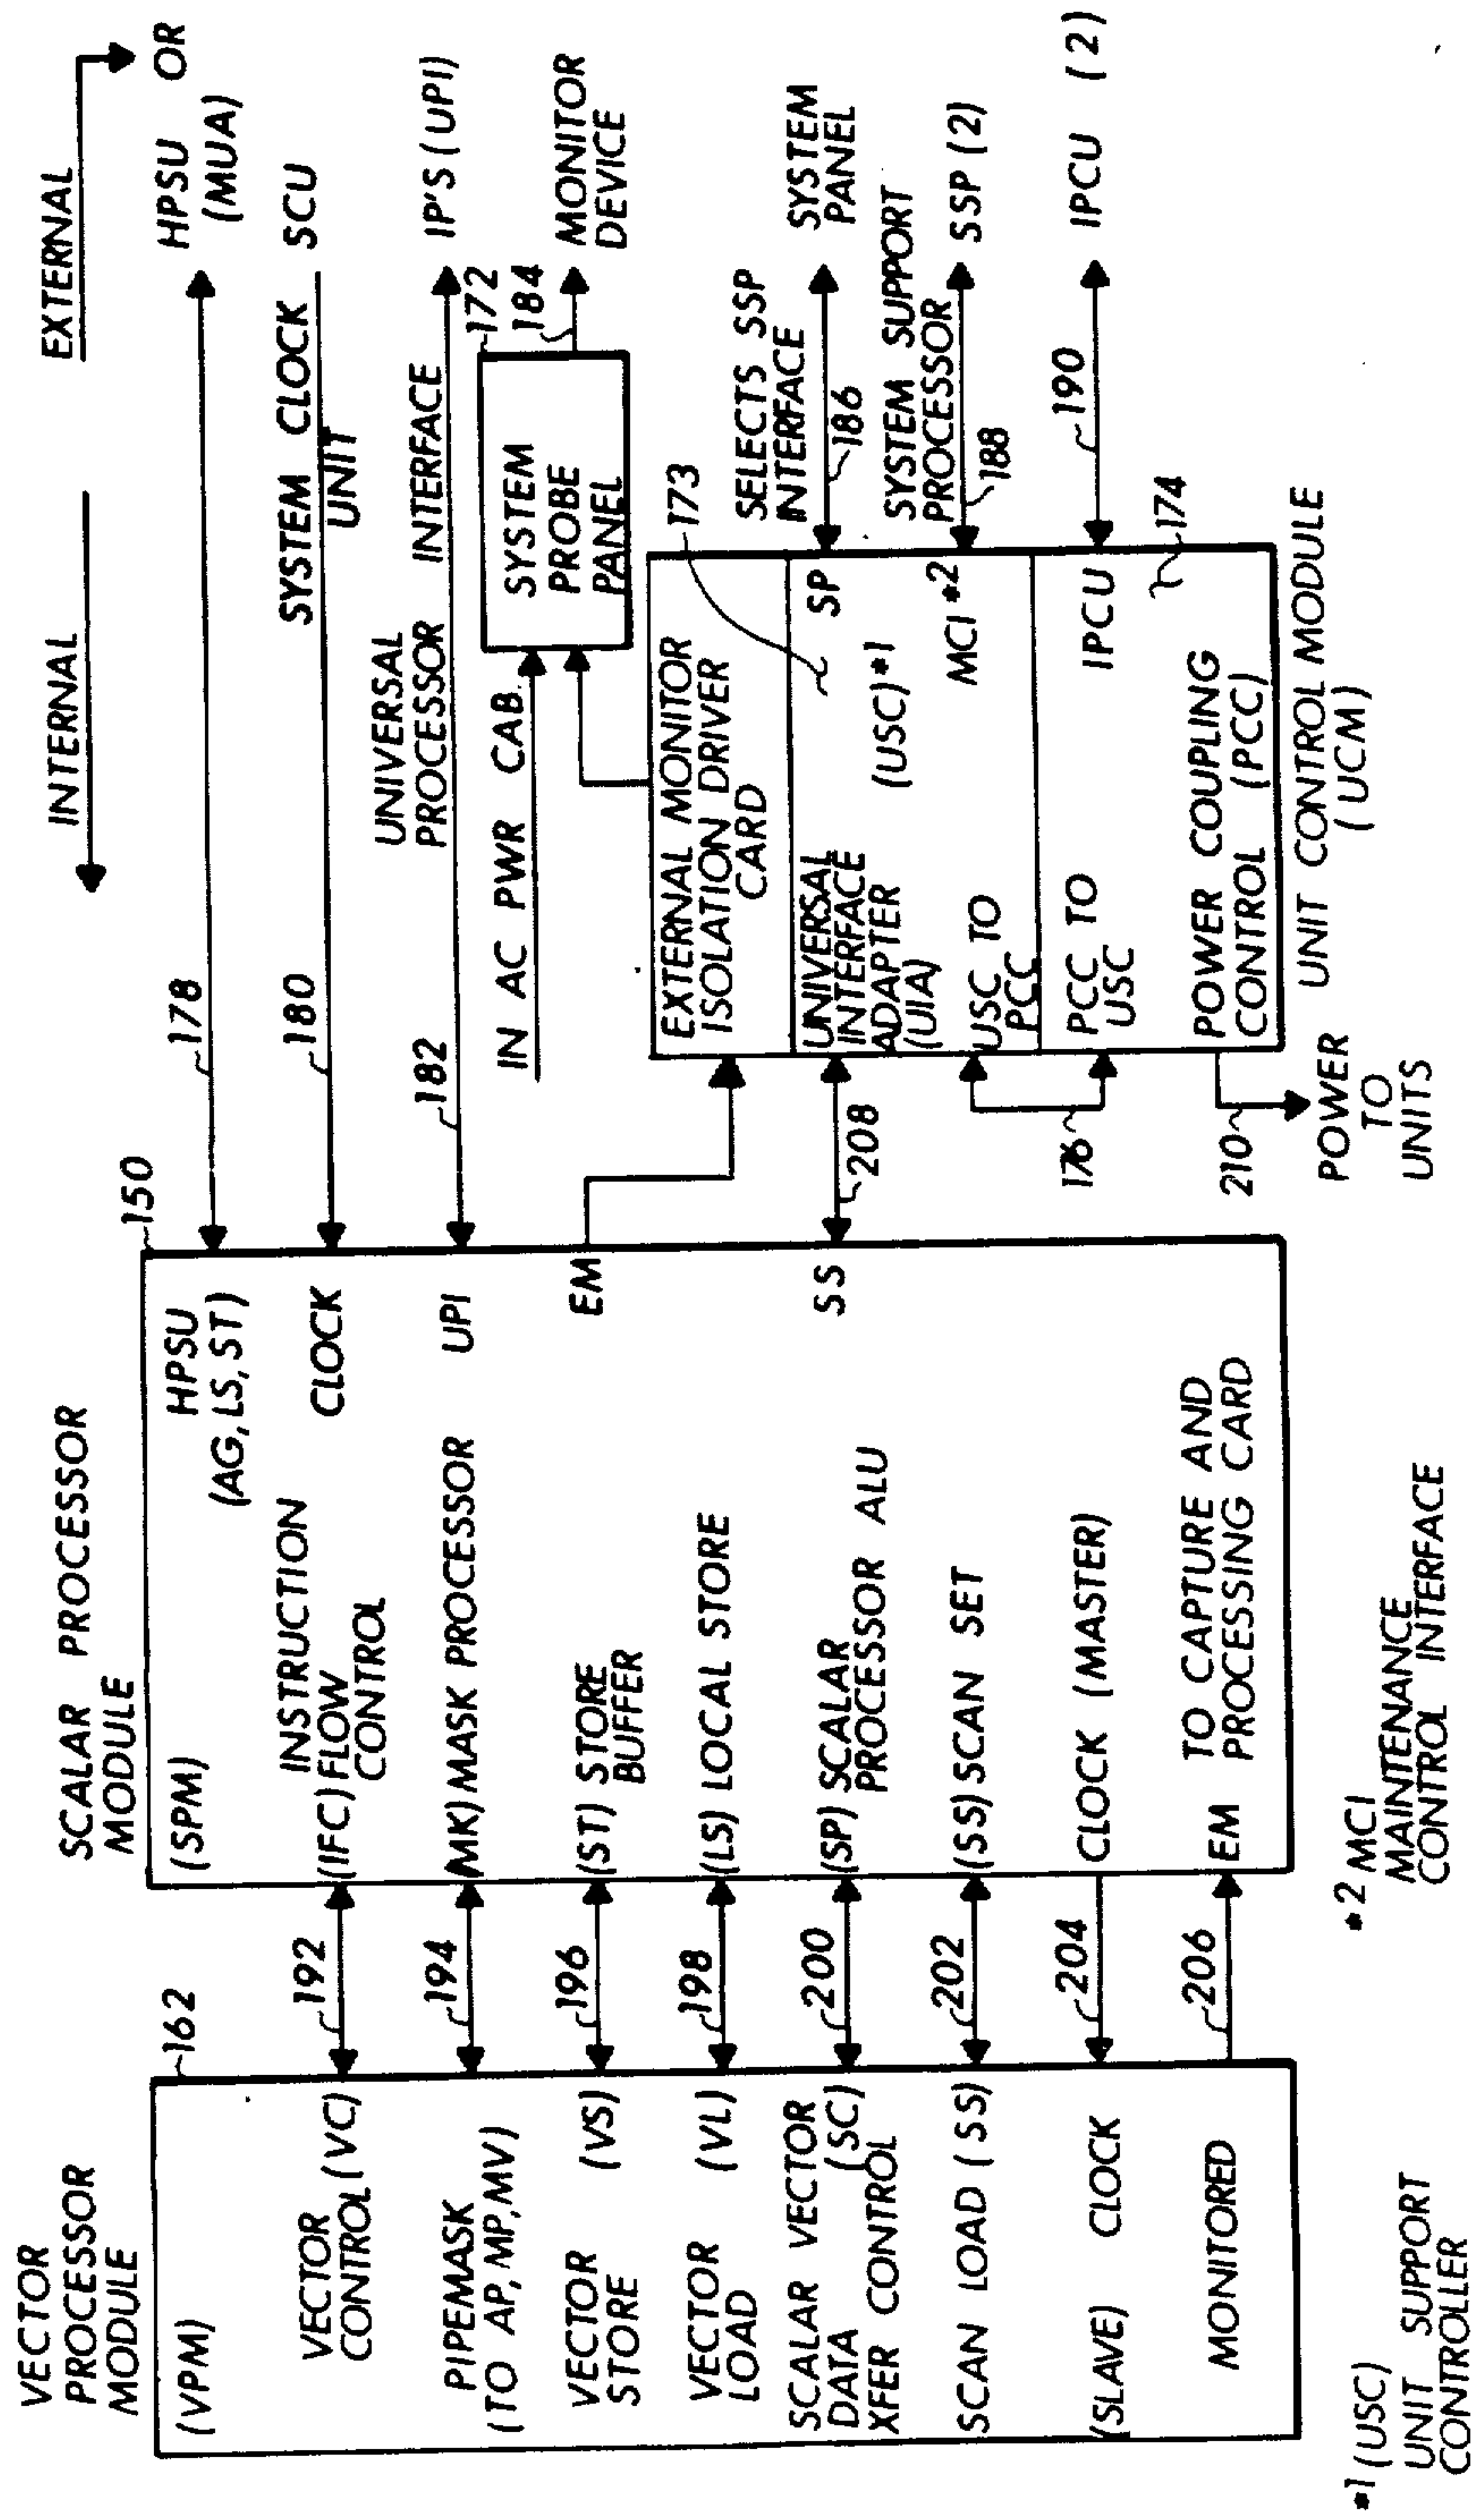 VECTOR
PROCESSOR
MODULE
162
(VPM)
VECTOR
CONTROL (VC)
PIPEMASK
(TO AP, MP, MV)
VECTOR
STORE
(VS)
VECTOR
LOAD
(VL)
SCALAR VECTOR
DATA (SC)
XFER CONTROL
SCAN LOAD (SS)
(SLAVE) CLOCK
MONITORED
*1 (USC)
UNIT SUPPORT
CONTROLLER
192
194
196
198
200
202
204
206
SCALAR PROCESSOR
MODULE
150
(SPM)
HPSU
(AG, LS, ST)
INSTRUCTION
(IFC) FLOW
CONTROL
CLOCK
(MK) MASK PROCESSOR
UPI
(ST) STORE
BUFFER
EM
(LS) LOCAL STORE
(SP) SCALAR
PROCESSOR ALU
SS
(SS) SCAN SET
CLOCK (MASTER)
EM TO CAPTURE AND
PROCESSING CARD
*2 MCI
MAINTENANCE
CONTROL INTERFACE
INTERNAL
EXTERNAL
178
HPSU OR
(MUA)
180
SYSTEM CLOCK
UNIT
SCU
182
UNIVERSAL
PROCESSOR INTERFACE
IP'S (UPI)
IN AC PWR CAB
SYSTEM
PROBE
PANEL
172
184
MONITOR
DEVICE
EXTERNAL MONITOR
ISOLATION DRIVER
CARD
173
SELECTS SSP
INTERFACE
186
SYSTEM
PANEL
208
UNIVERSAL
INTERFACE
ADAPTER
(UIA)
SP
(USC)*1
MCI *2
SYSTEM SUPPORT
PROCESSOR
188
SSP (2)
USC TO
PCC
PCC TO
USC
IPCU
190
IPCU (2)
176
174
POWER COUPLING
CONTROL (PCC)
210
POWER
TO
UNITS
UNIT CONTROL MODULE
(UCM)